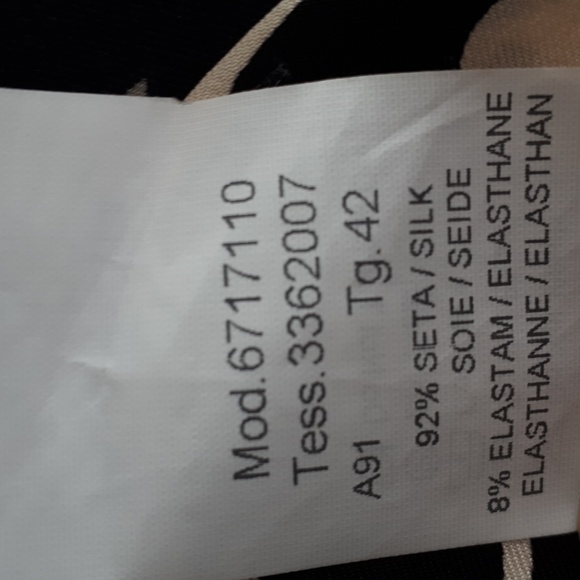 Mod.6717110
Tess.3362007
A91 Tg.42
92% SETA / SILK
SOIE / SEIDE
8% ELASTAM / ELASTHANE
ELASTHANNE / ELASTHAN